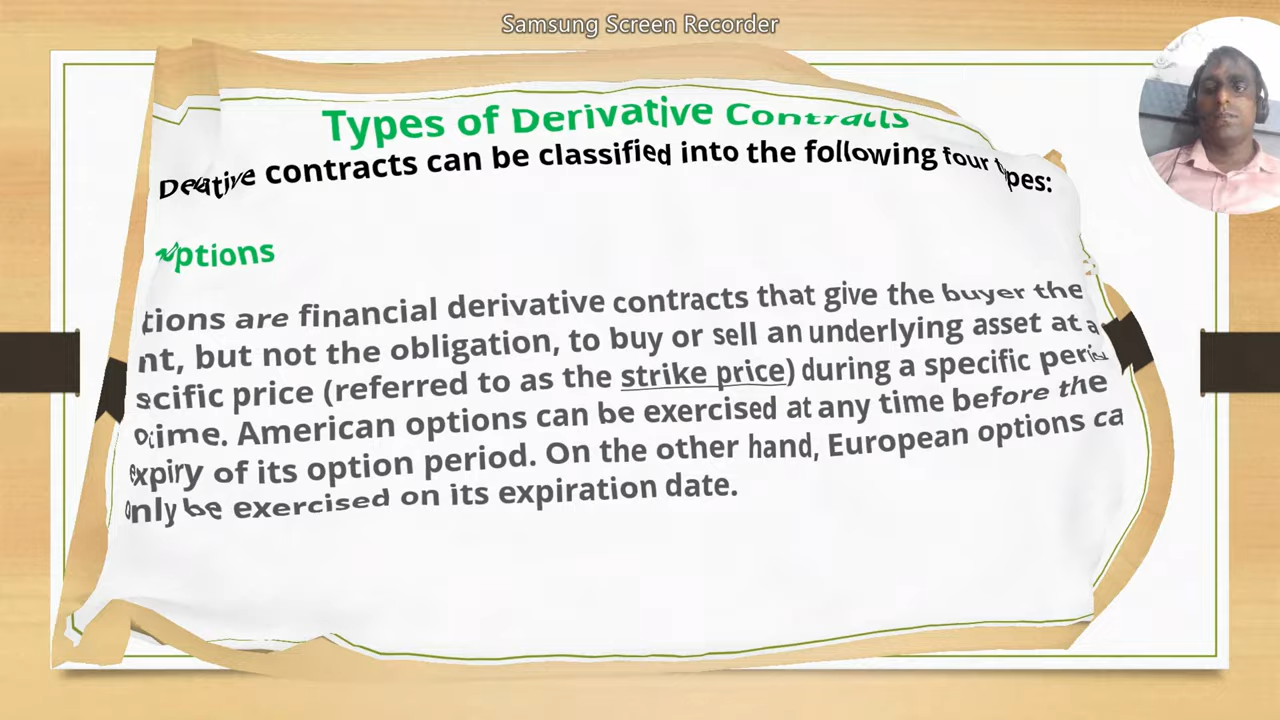 Samsung Screen Recorder
Types of Derivative Contracts
contracts can be classified into the following four types:
ptions
tions are financial derivative contracts that give the buyer the
nt, but not the obligation, to buy or sell an underlying asset at a
ecific price (referred to as the strike price) during a specific peri
time. American options can be exercised at any time before the
expiry of its option period. On the other hand, European options ca
only be exercised on its expiration date.